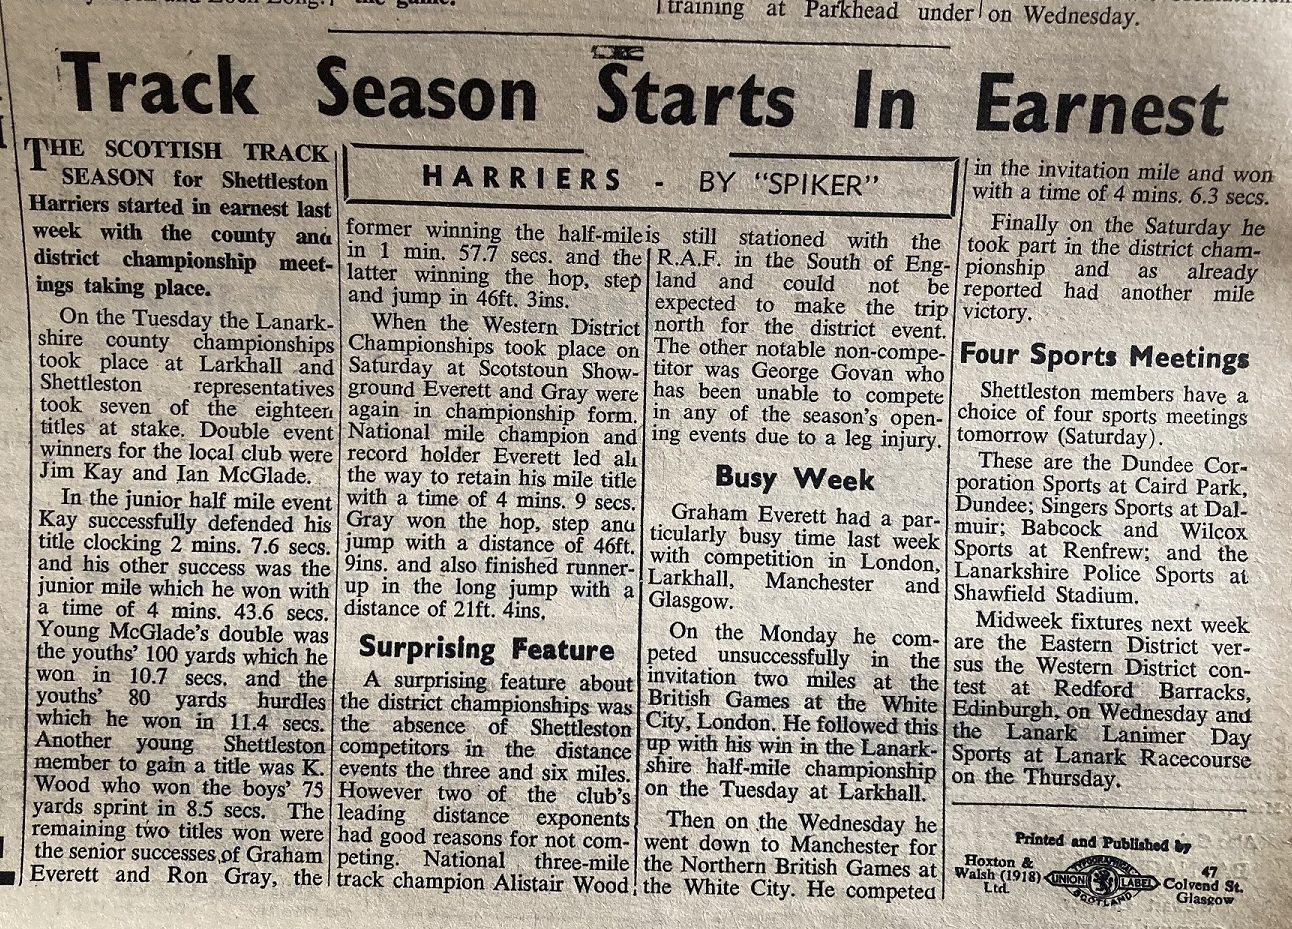 the game.
training at Parkhead under
on Wednesday.
Track Season Starts In Earnest
HARRIERS - BY "SPIKER"
THE SCOTTISH TRACK
SEASON for Shettleston
Harriers started in earnest last
week with the county and
district championship meet-
ings taking place.
On the Tuesday the Lanark-
shire county championships
took place at Larkhall and
Shettleston representatives
took seven of the eighteen
titles at stake. Double event
winners for the local club were
Jim Kay and Ian McGlade.
In the junior half mile event
Kay successfully defended his
title clocking 2 mins. 7.6 secs.
and his other success was the
junior mile which he won with
a time of 4 mins. 43.6 secs.
Young McGlade's double was
the youths' 100 yards which he
won in 10.7 secs. and the
youths' 80 yards hurdles
which he won in 11.4 secs.
Another young Shettleston
member to gain a title was K.
Wood who won the boys' 75
yards sprint in 8.5 secs. The
remaining two titles won were
the senior successes of Graham
Everett and Ron Gray, the
former winning the half-mile
in 1 min. 57.7 secs. and the
latter winning the hop, step
and jump in 46ft. 3ins.
When the Western District
Championships took place on
Saturday at Scotstoun Show-
ground Everett and Gray were
again in championship form.
National mile champion and
record holder Everett led all
the way to retain his mile title
with a time of 4 mins. 9 secs.
Gray won the hop, step and
jump with a distance of 46ft.
9ins. and also finished runner-
up in the long jump with a
distance of 21ft. 4ins.
Surprising Feature
A surprising feature about
the district championships was
the absence of Shettleston
competitors in the distance
events the three and six miles.
However two of the club's
leading distance exponents
had good reasons for not com-
peting. National three-mile
track champion Alistair Wood
is still stationed with the
R.A.F. in the South of Eng-
land and could not be
expected to make the trip
north for the district event.
The other notable non-compe-
titor was George Govan who
has been unable to compete
in any of the season's open-
ing events due to a leg injury.
Busy Week
Graham Everett had a par-
ticularly busy time last week
with competition in London,
Larkhall, Manchester and
Glasgow.
On the Monday he com-
peted unsuccessfully in the
invitation two miles at the
British Games at the White
City, London. He followed this
up with his win in the Lanark-
shire half-mile championship
on the Tuesday at Larkhall.
Then on the Wednesday he
went down to Manchester for
the Northern British Games at
the White City. He competed
in the invitation mile and won
with a time of 4 mins. 6.3 secs.
Finally on the Saturday he
took part in the district cham-
pionship and as already
reported had another mile
victory.
Four Sports Meetings
Shettleston members have a
choice of four sports meetings
tomorrow (Saturday).
These are the Dundee Cor-
poration Sports at Caird Park,
Dundee; Singers Sports at Dal-
muir; Babcock and Wilcox
Sports at Renfrew; and the
Lanarkshire Police Sports at
Shawfield Stadium.
Midweek fixtures next week
are the Eastern District ver-
sus the Western District con-
test at Redford Barracks,
Edinburgh, on Wednesday and
the Lanark Lanimer Day
Sports at Lanark Racecourse
on the Thursday.
Printed and Published by
Hoxton &
Walsh (1918)
Ltd.
TYPOGRAPHICAL
UNION LABEL
SCOTLAND
47
Colvend St.
Glasgow